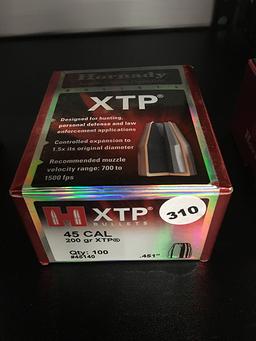 Hornady
BULLETS
XTP®
Designed for hunting,
personal defense and law
enforcement applications
Controlled expansion to
1.5x its original diameter
Recommended muzzle
velocity range: 700 to
1500 fps
H XTP®
BULLETS
310
45 CAL
200 gr XTP®
Qty: 100
#45140
.451"